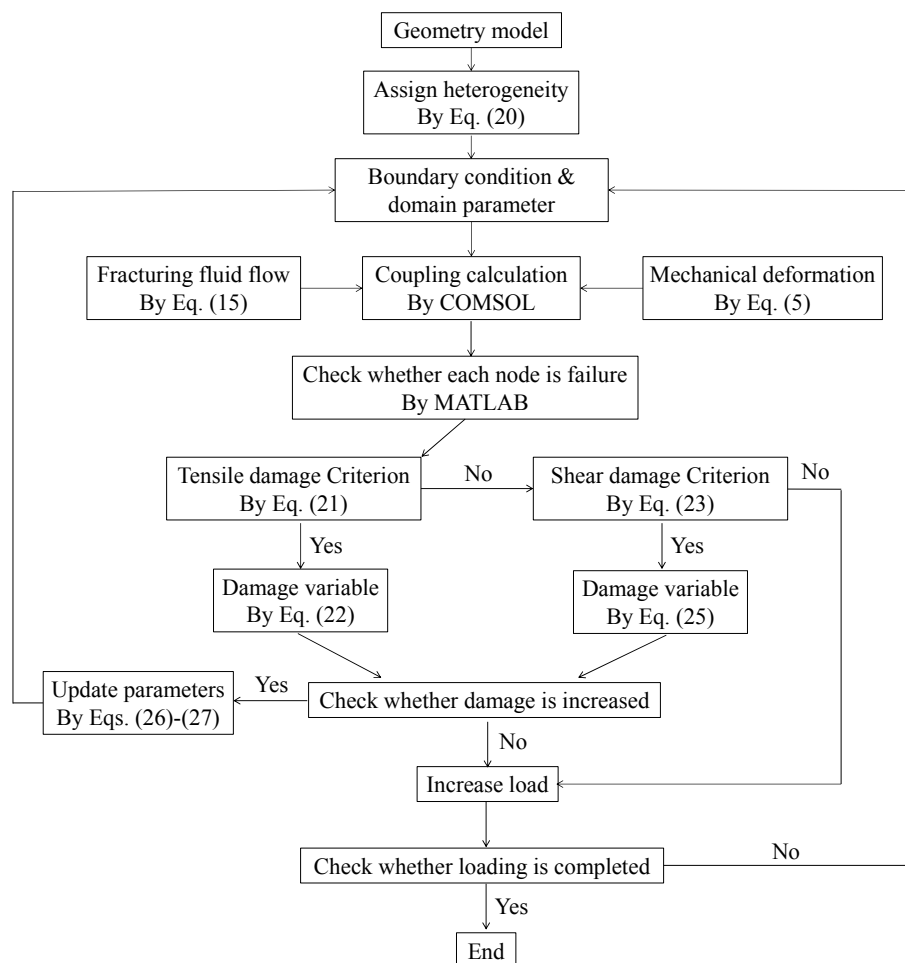 Geometry model
Assign heterogeneity
By Eq. (20)
Boundary condition &
domain parameter
Fracturing fluid flow
By Eq. (15)
Coupling calculation
By COMSOL
Mechanical deformation
By Eq. (5)
Check whether each node is failure
By MATLAB
Tensile damage Criterion
By Eq. (21)
No
Shear damage Criterion
By Eq. (23)
No
Yes
Yes
Damage variable
By Eq. (22)
Damage variable
By Eq. (25)
Update parameters
By Eqs. (26)-(27)
Yes
Check whether damage is increased
No
Increase load
Check whether loading is completed
No
Yes
End